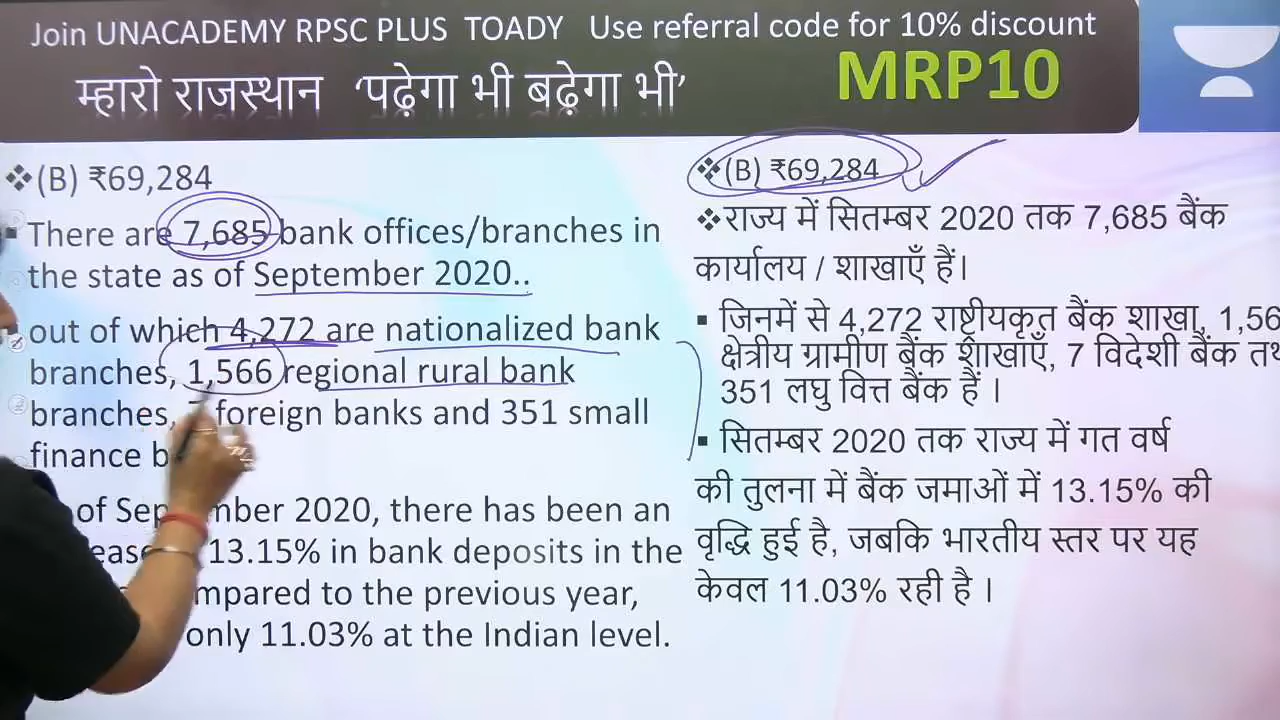 Join UNACADEMY RPSC PLUS TOADY Use referral code for 10% discount
म्हारो राजस्थान ‘पढ़ेगा भी बढ़ेगा भी’ MRP10
❖(B) ₹69,284
▪ There are 7,685 bank offices/branches in
the state as of September 2020..
out of which 4,272 are nationalized bank
branches, 1,566 regional rural bank
branches, 7 foreign banks and 351 small
finance
of September 2020, there has been an
13.15% in bank deposits in the
compared to the previous year,
only 11.03% at the Indian level.
❖(B) ₹69,284
❖राज्य में सितम्बर 2020 तक 7,685 बैंक
कार्यालय / शाखाएँ हैं।
▪ जिनमें से 4,272 राष्ट्रीयकृत बैंक शाखा, 1,56
क्षेत्रीय ग्रामीण बैंक शाखाएँ, 7 विदेशी बैंक
351 लघु वित्त बैंक हैं ।
▪ सितम्बर 2020 तक राज्य में गत वर्ष
की तुलना में बैंक जमाओं में 13.15% की
वृद्धि हुई है, जबकि भारतीय स्तर पर यह
केवल 11.03% रही है ।